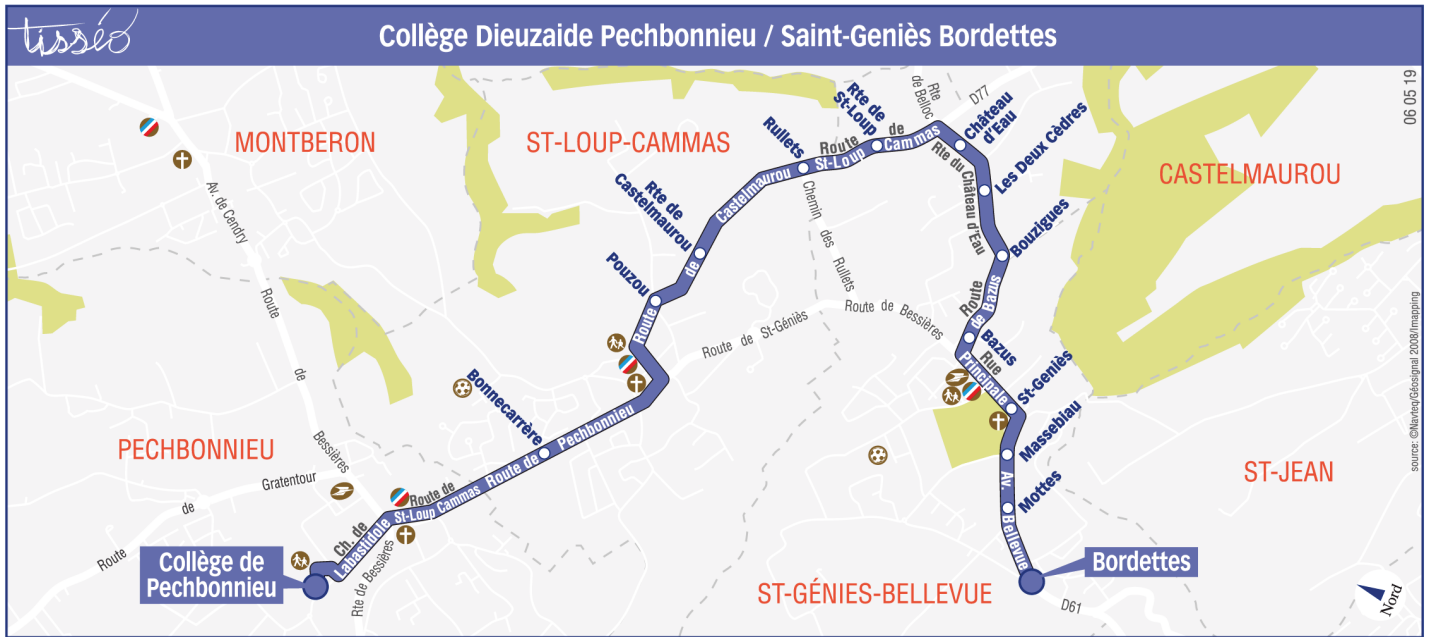 tisséo
Collège Dieuzaide Pechbonnieu / Saint-Geniès Bordettes
06 05 19
MONTBERON
ST-LOUP-CAMMAS
CASTELMAUROU
PECHBONNIEU
ST-JEAN
ST-GÉNIES-BELLEVUE
Rte
de Belloc
D77
Rte de
St-Loup
Château
d'Eau
Rullets
Route de
St-Loup Cammas
Les Deux Cèdres
Rte du Château d'Eau
Rte de
Castelmaurou
Route de Castelmaurou
Chemin des Rullets
Bouzigues
Pouzou
Av. de Cendry
Route de Bessières
Route de St-Géniès
Route de Bessières
Route
de Bazus
Bazus
Rue
Principale
St-Geniès
Massebiau
Mottes
Av. Bellevue
Bonnecarrère
Route de Pechbonnieu
Route de
St-Loup Cammas
Ch. de
Labastidole
Rte de Bessières
Route de Gratentour
Collège de
Pechbonnieu
Bordettes
D61
Nord
source: ©Navteq/Géosignal 2008/Imapping